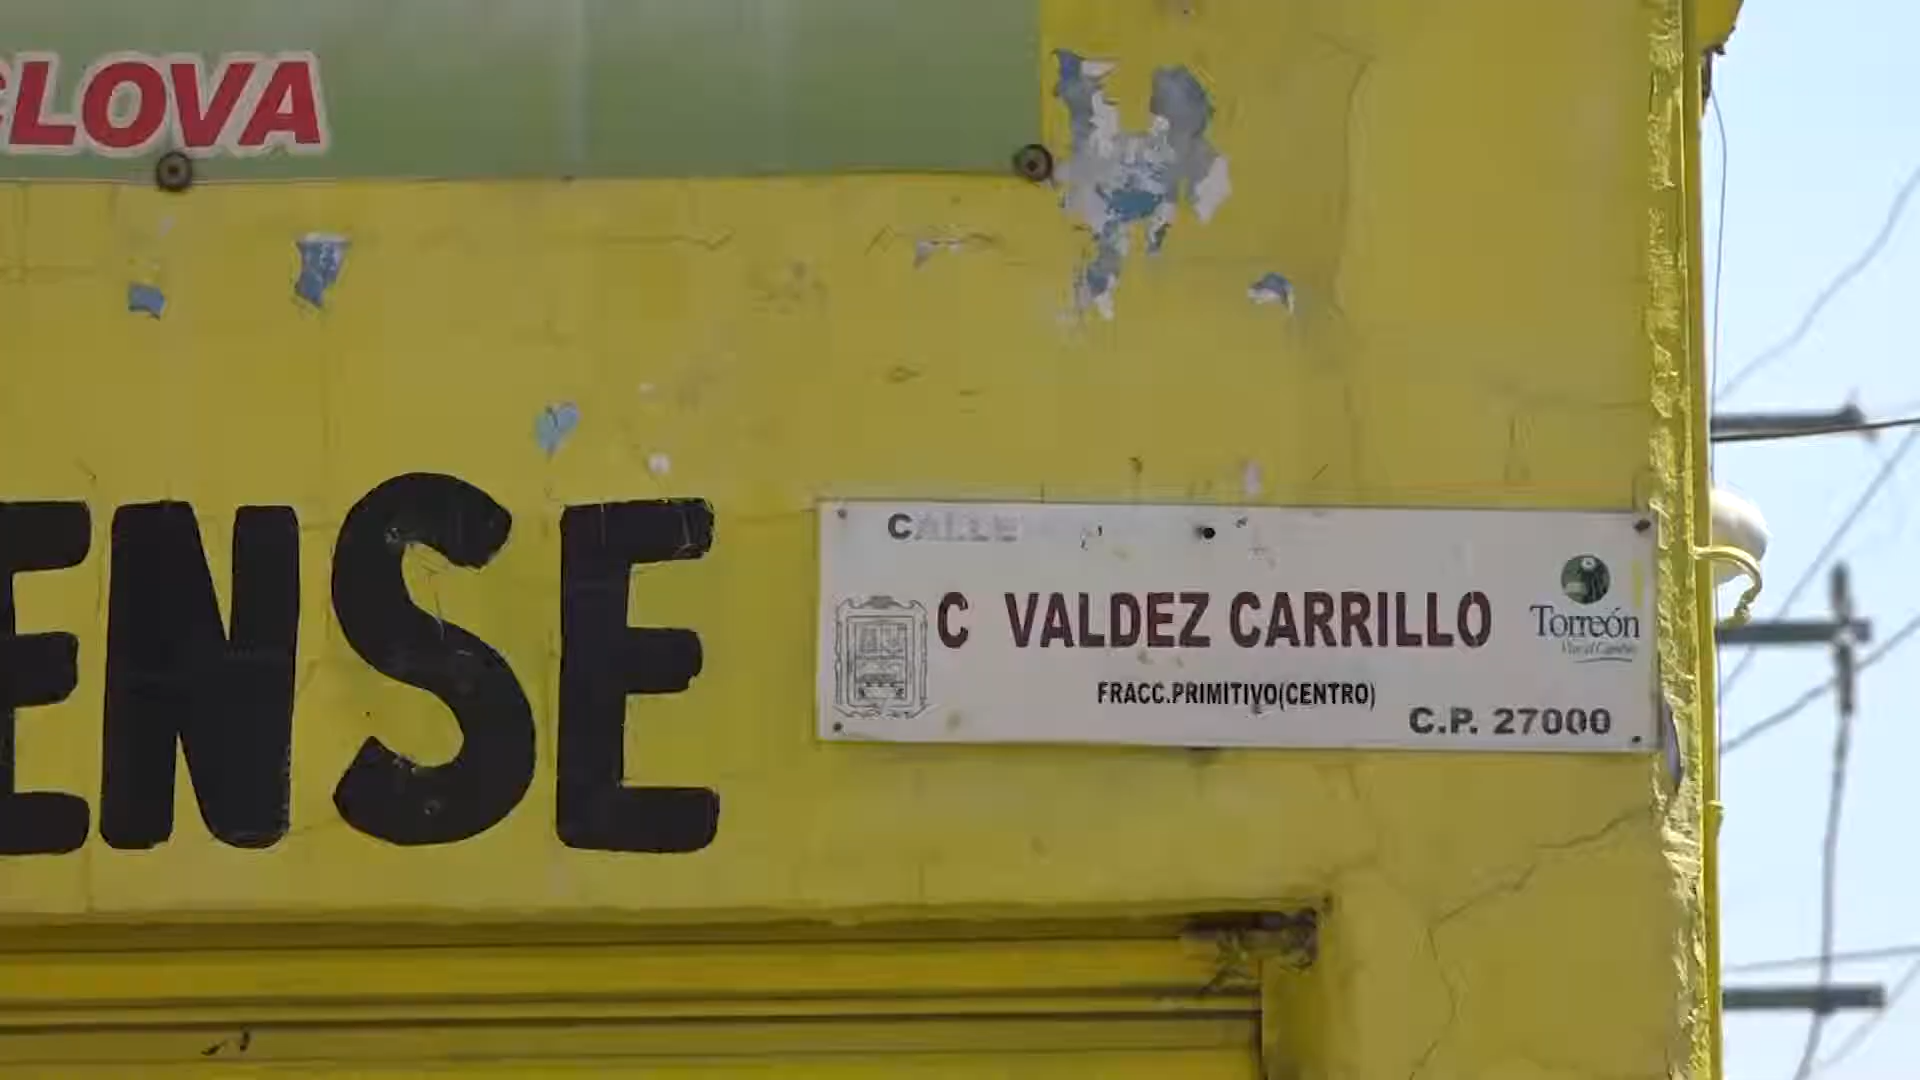 CLOVA
ENSE
CALLE
C VALDEZ CARRILLO
FRACC.PRIMITIVO(CENTRO)
C.P. 27000
Torreón